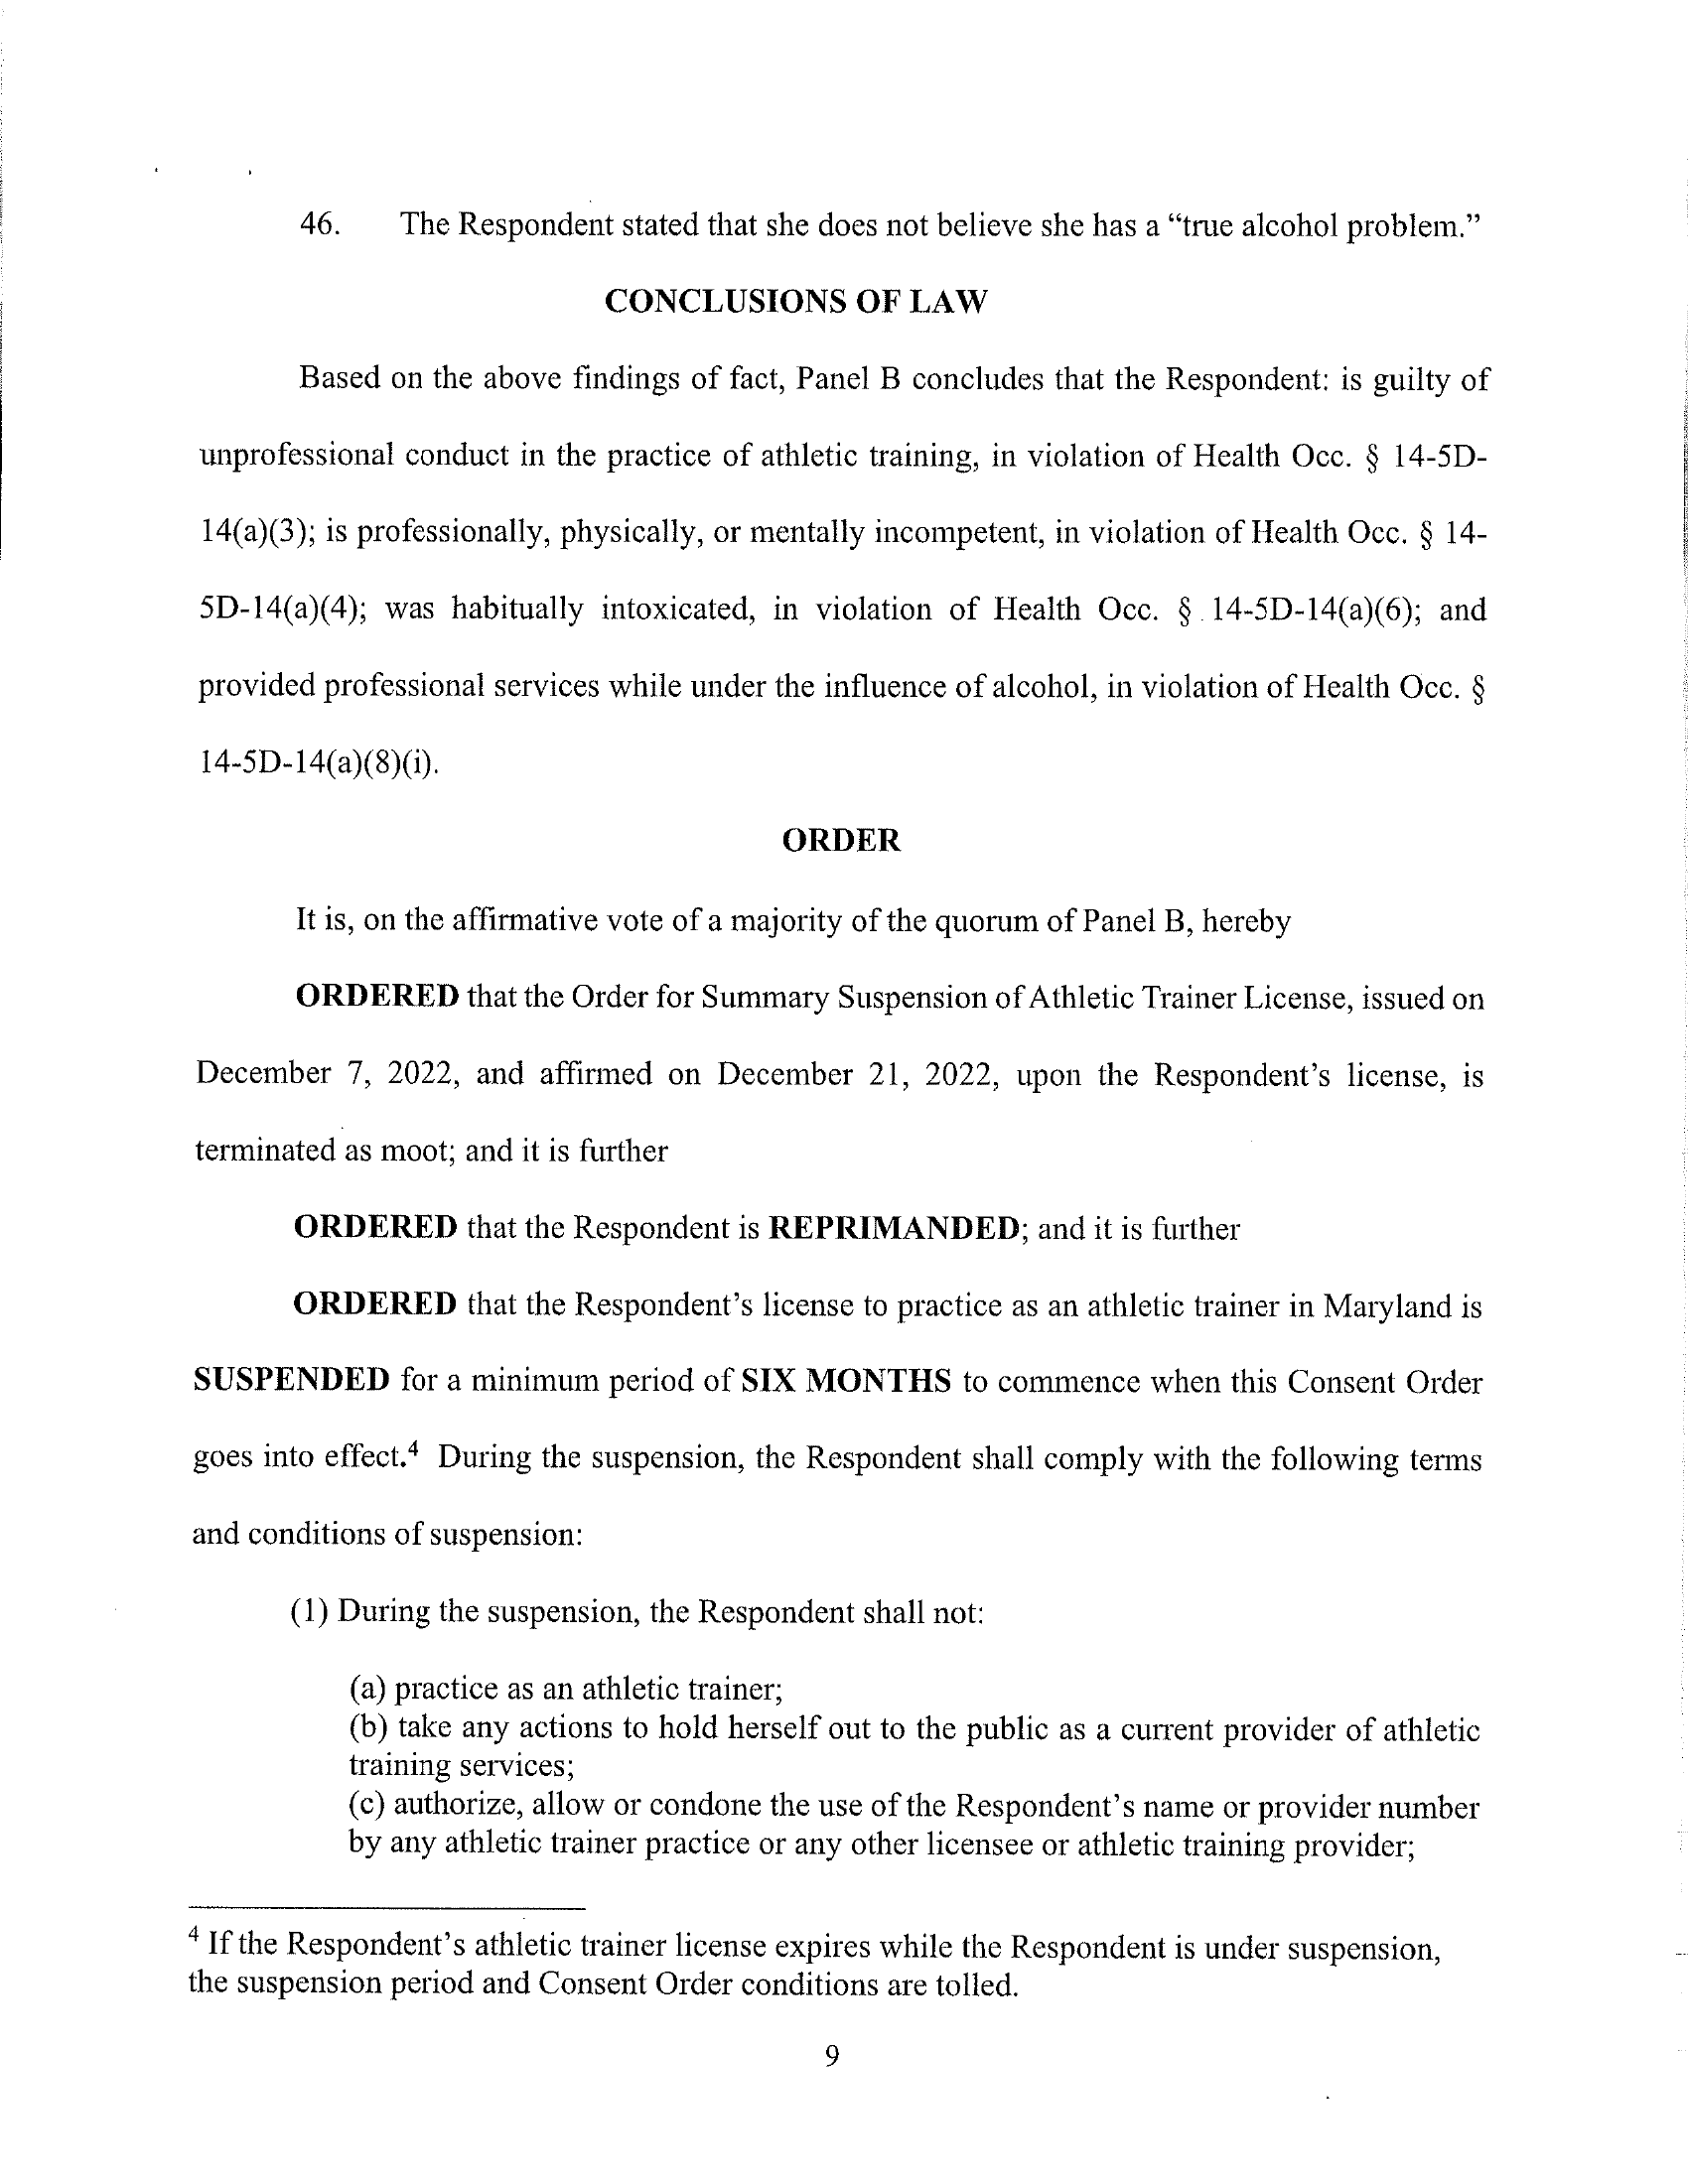 46. The Respondent stated that she does not believe she has a “true alcohol problem.”
CONCLUSIONS OF LAW
Based on the above findings of fact, Panel B concludes that the Respondent: is guilty of
unprofessional conduct in the practice of athletic training, in violation of Health Occ. § 14-5D-
14(a)(3); is professionally, physically, or mentally incompetent, in violation of Health Occ. § 14-
5D-14(a)(4); was habitually intoxicated, in violation of Health Occ. § 14-5D-14(a)(6); and
provided professional services while under the influence of alcohol, in violation of Health Occ. §
14-5D-14(a)(8)(i).
ORDER
It is, on the affirmative vote of a majority of the quorum of Panel B, hereby
ORDERED that the Order for Summary Suspension of Athletic Trainer License, issued on
December 7, 2022, and affirmed on December 21, 2022, upon the Respondent’s license, is
terminated as moot; and it is further
ORDERED that the Respondent is REPRIMANDED; and it is further
ORDERED that the Respondent’s license to practice as an athletic trainer in Maryland is
SUSPENDED for a minimum period of SIX MONTHS to commence when this Consent Order
goes into effect.4 During the suspension, the Respondent shall comply with the following terms
and conditions of suspension:
(1) During the suspension, the Respondent shall not:
(a) practice as an athletic trainer;
(b) take any actions to hold herself out to the public as a current provider of athletic
training services;
(c) authorize, allow or condone the use of the Respondent’s name or provider number
by any athletic trainer practice or any other licensee or athletic training provider;
4 If the Respondent’s athletic trainer license expires while the Respondent is under suspension,
the suspension period and Consent Order conditions are tolled.
9